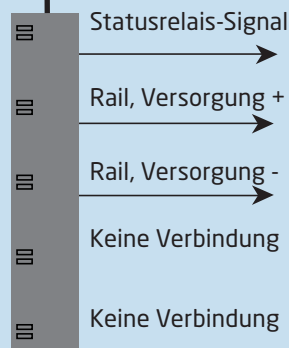 Statusrelais-Signal
Rail, Versorgung +
Rail, Versorgung -
Keine Verbindung
Keine Verbindung